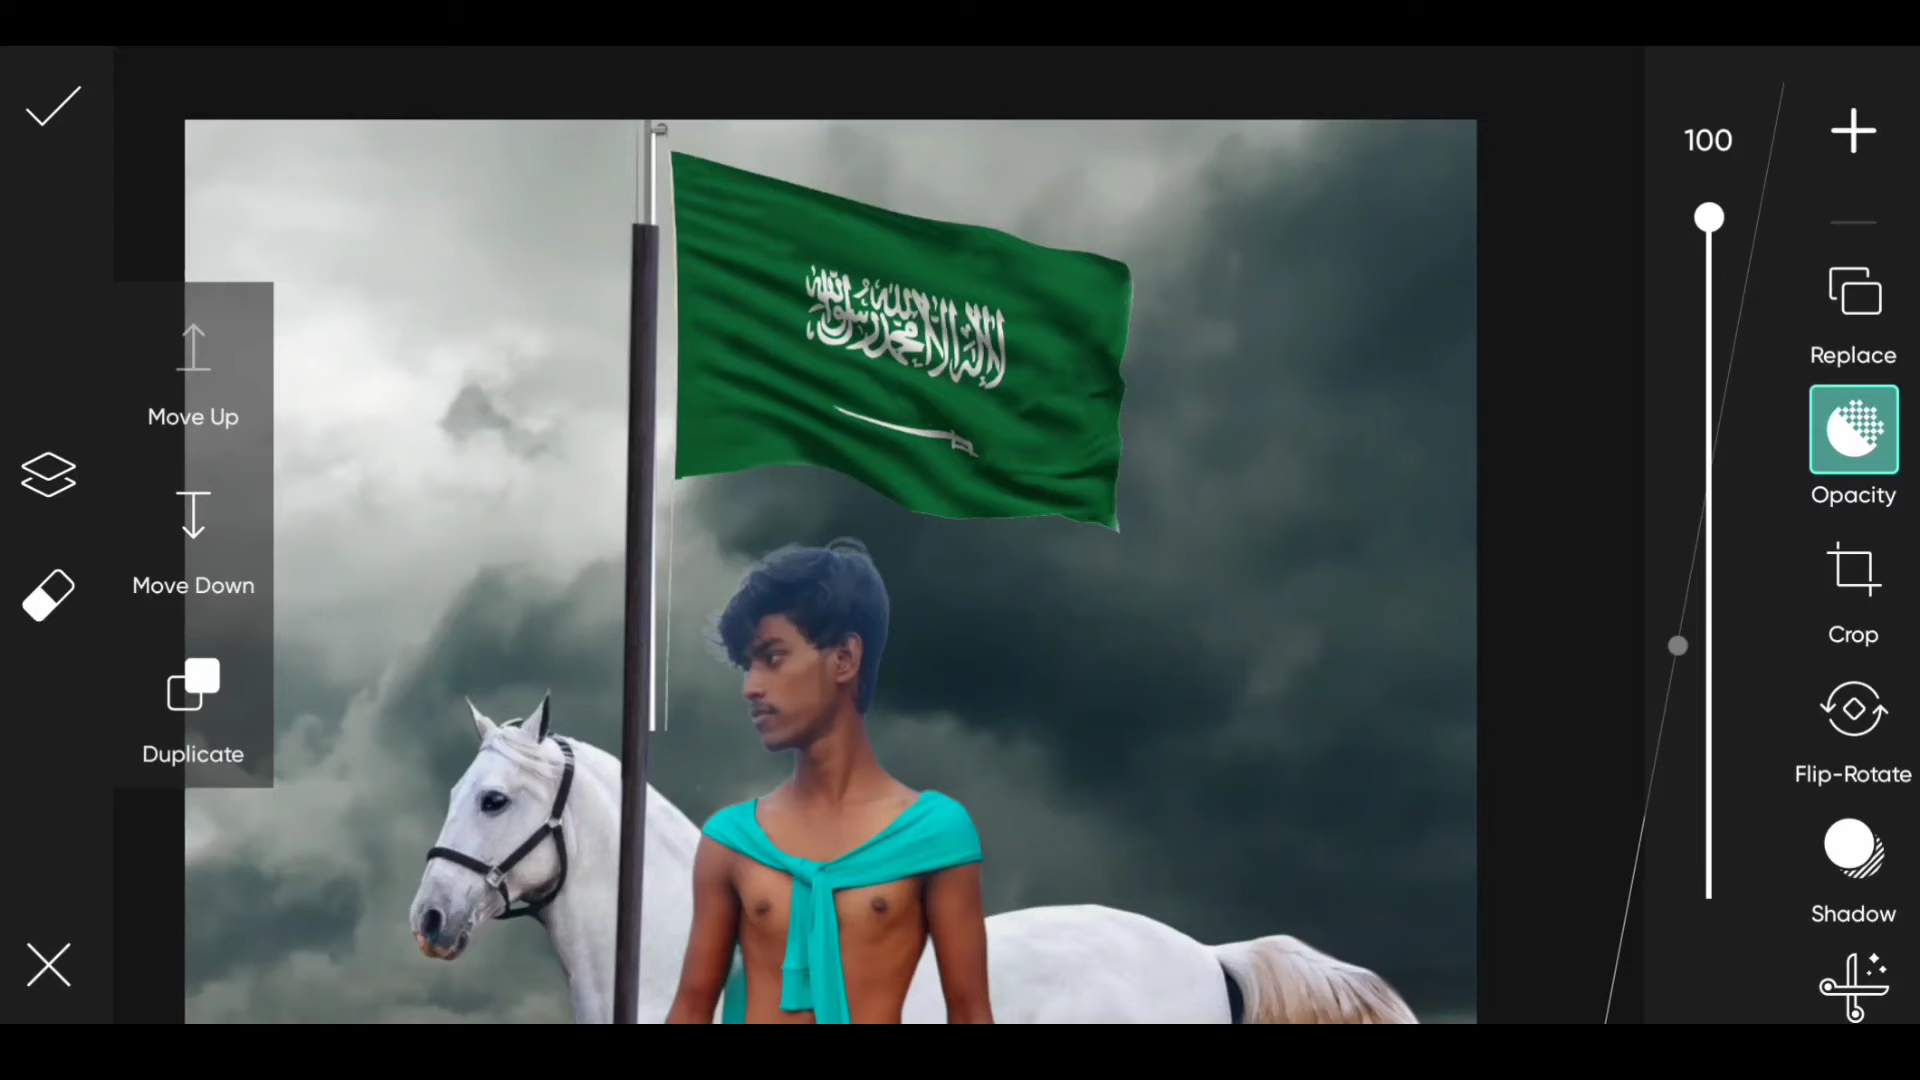 100
Replace
Opacity
Crop
Flip-Rotate
Shadow
Move Up
Move Down
Duplicate
لا إله إلا الله محمد رسول الله